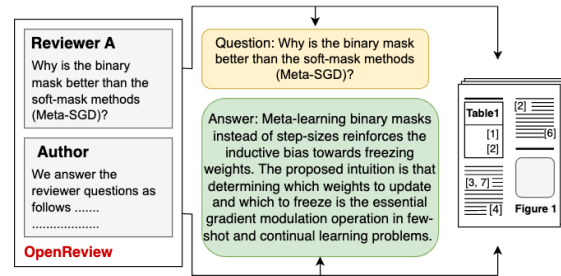 Reviewer A
Why is the binary
mask better than the
soft-mask methods
(Meta-SGD)?
Author
We answer the
reviewer questions as
follows .......
...................
OpenReview
Question: Why is the binary mask
better than the soft-mask methods
(Meta-SGD)?
Answer: Meta-learning binary masks
instead of step-sizes reinforces the
inductive bias towards freezing
weights. The proposed intuition is that
determining which weights to update
and which to freeze is the essential
gradient modulation operation in few-
shot and continual learning problems.
Table1
[1]
[2]
[3, 7]
[4]
[2]
[6]
Figure 1